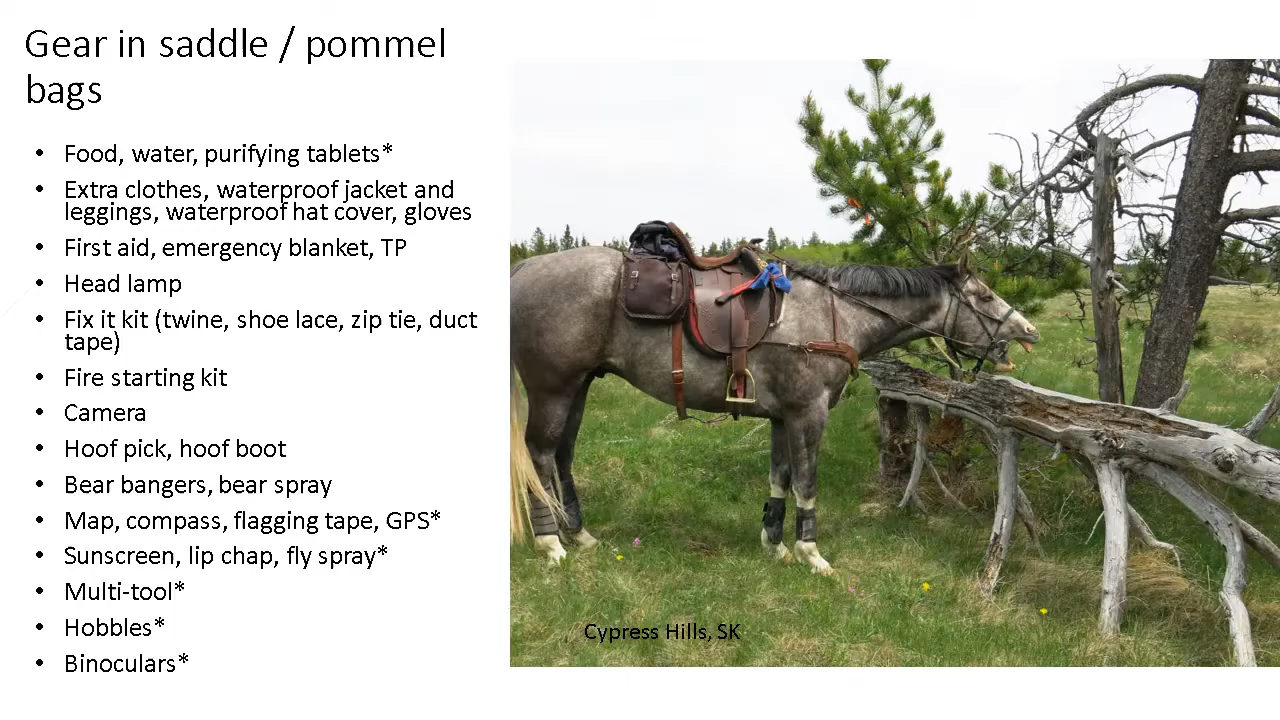 Gear in saddle / pommel
bags
• Food, water, purifying tablets*
• Extra clothes, waterproof jacket and
leggings, waterproof hat cover, gloves
• First aid, emergency blanket, TP
• Head lamp
• Fix it kit (twine, shoe lace, zip tie, duct
tape)
• Fire starting kit
• Camera
• Hoof pick, hoof boot
• Bear bangers, bear spray
• Map, compass, flagging tape, GPS*
• Sunscreen, lip chap, fly spray*
• Multi-tool*
• Hobbles*
• Binoculars*
Cypress Hills, SK